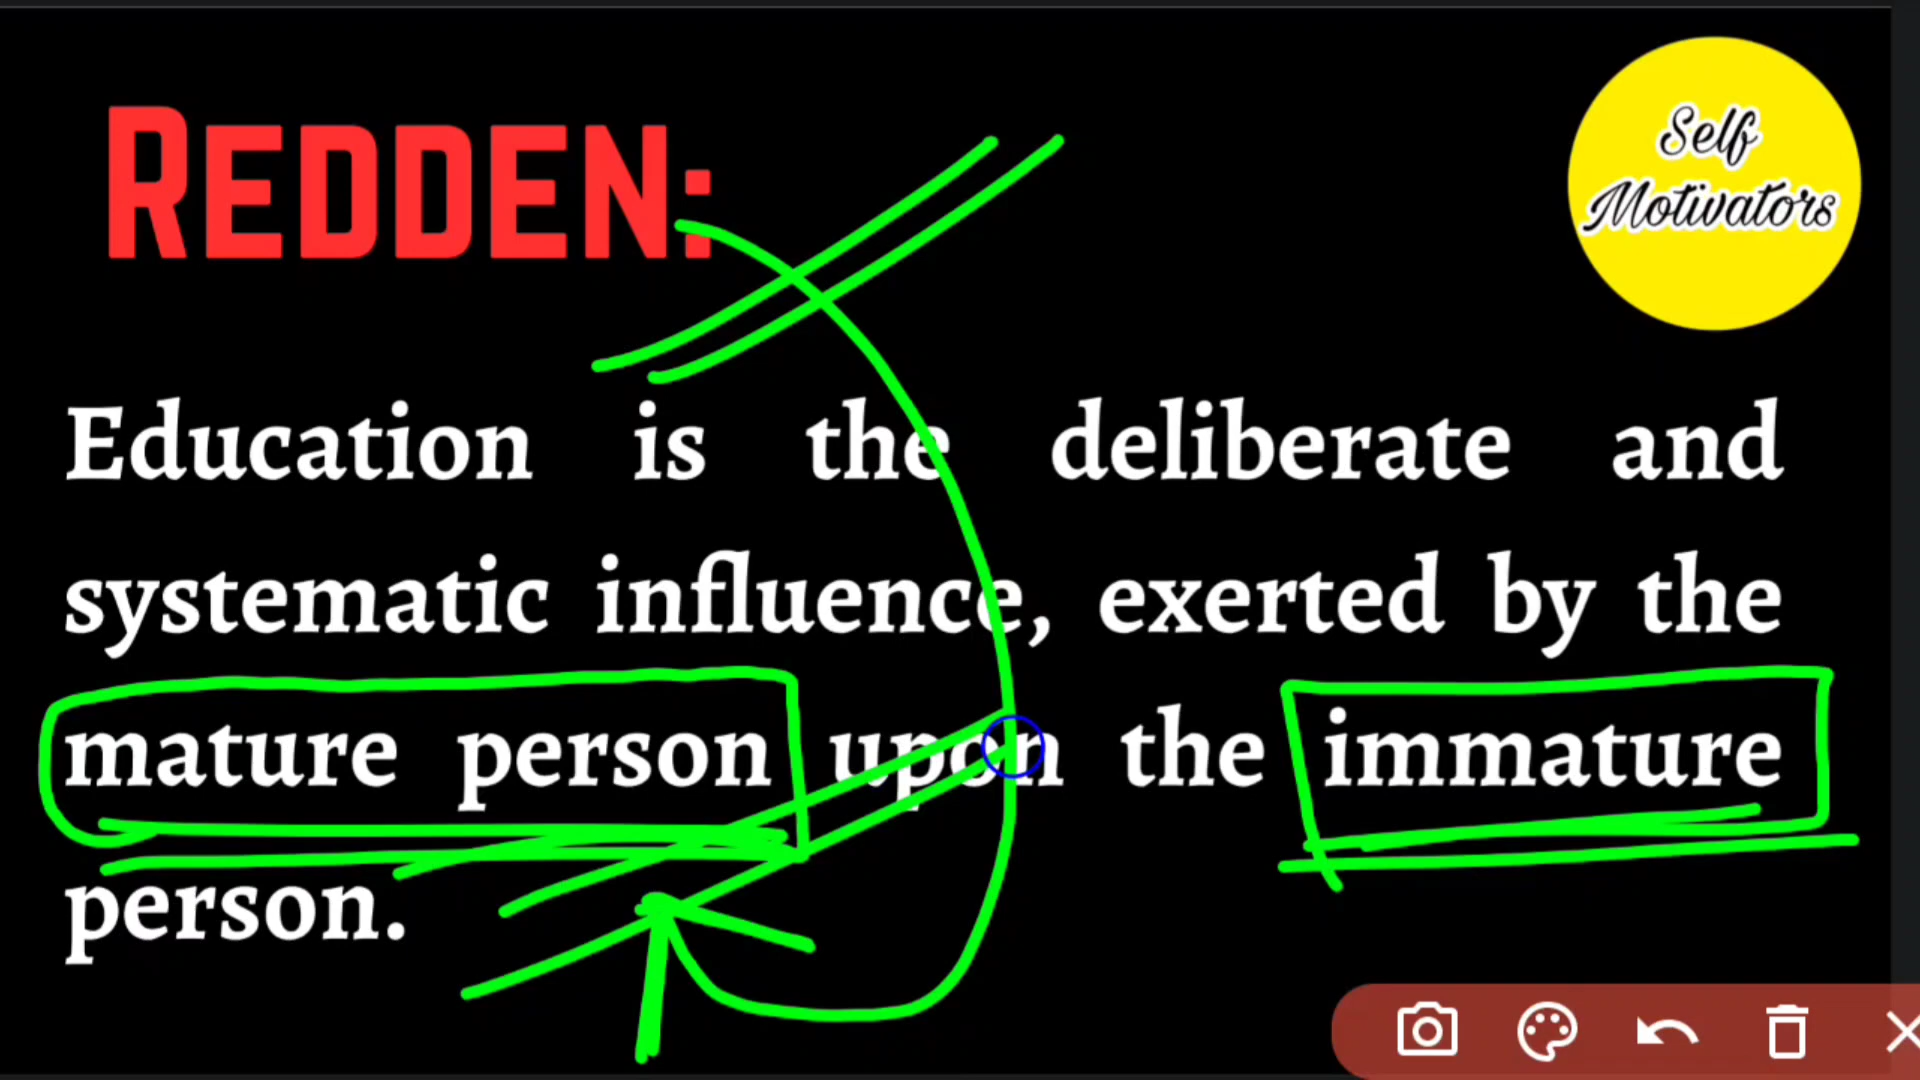 REDDEN:
Self
Motivators
Education is the deliberate and
systematic influence, exerted by the
mature person upon the immature
person.